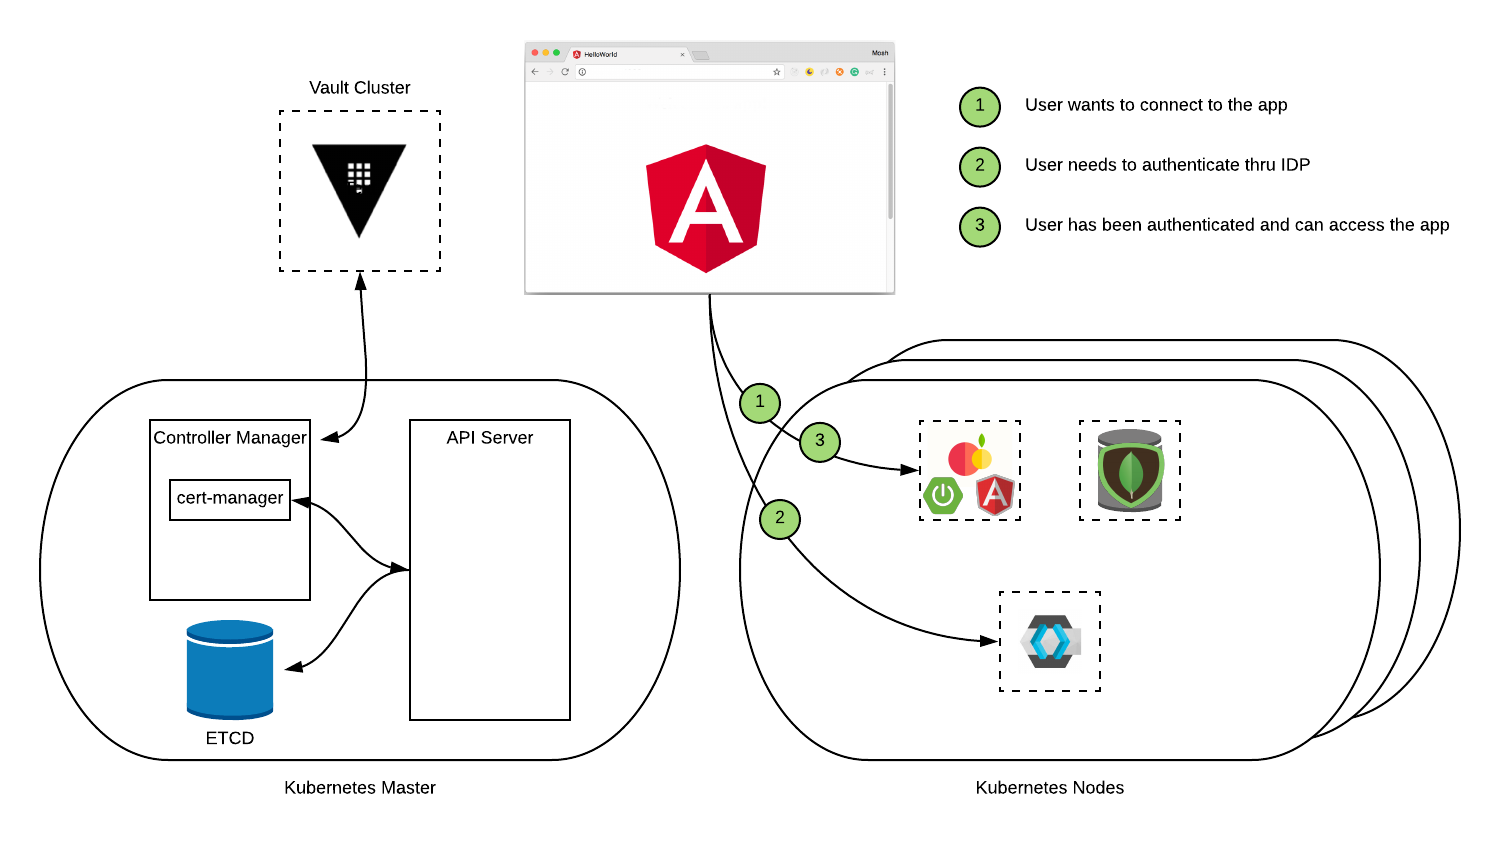 HelloWorld
Mosh
Vault Cluster
1 User wants to connect to the app
2 User needs to authenticate thru IDP
3 User has been authenticated and can access the app
A
Controller Manager
cert-manager
API Server
ETCD
Kubernetes Master
1
3
2
A
Kubernetes Nodes